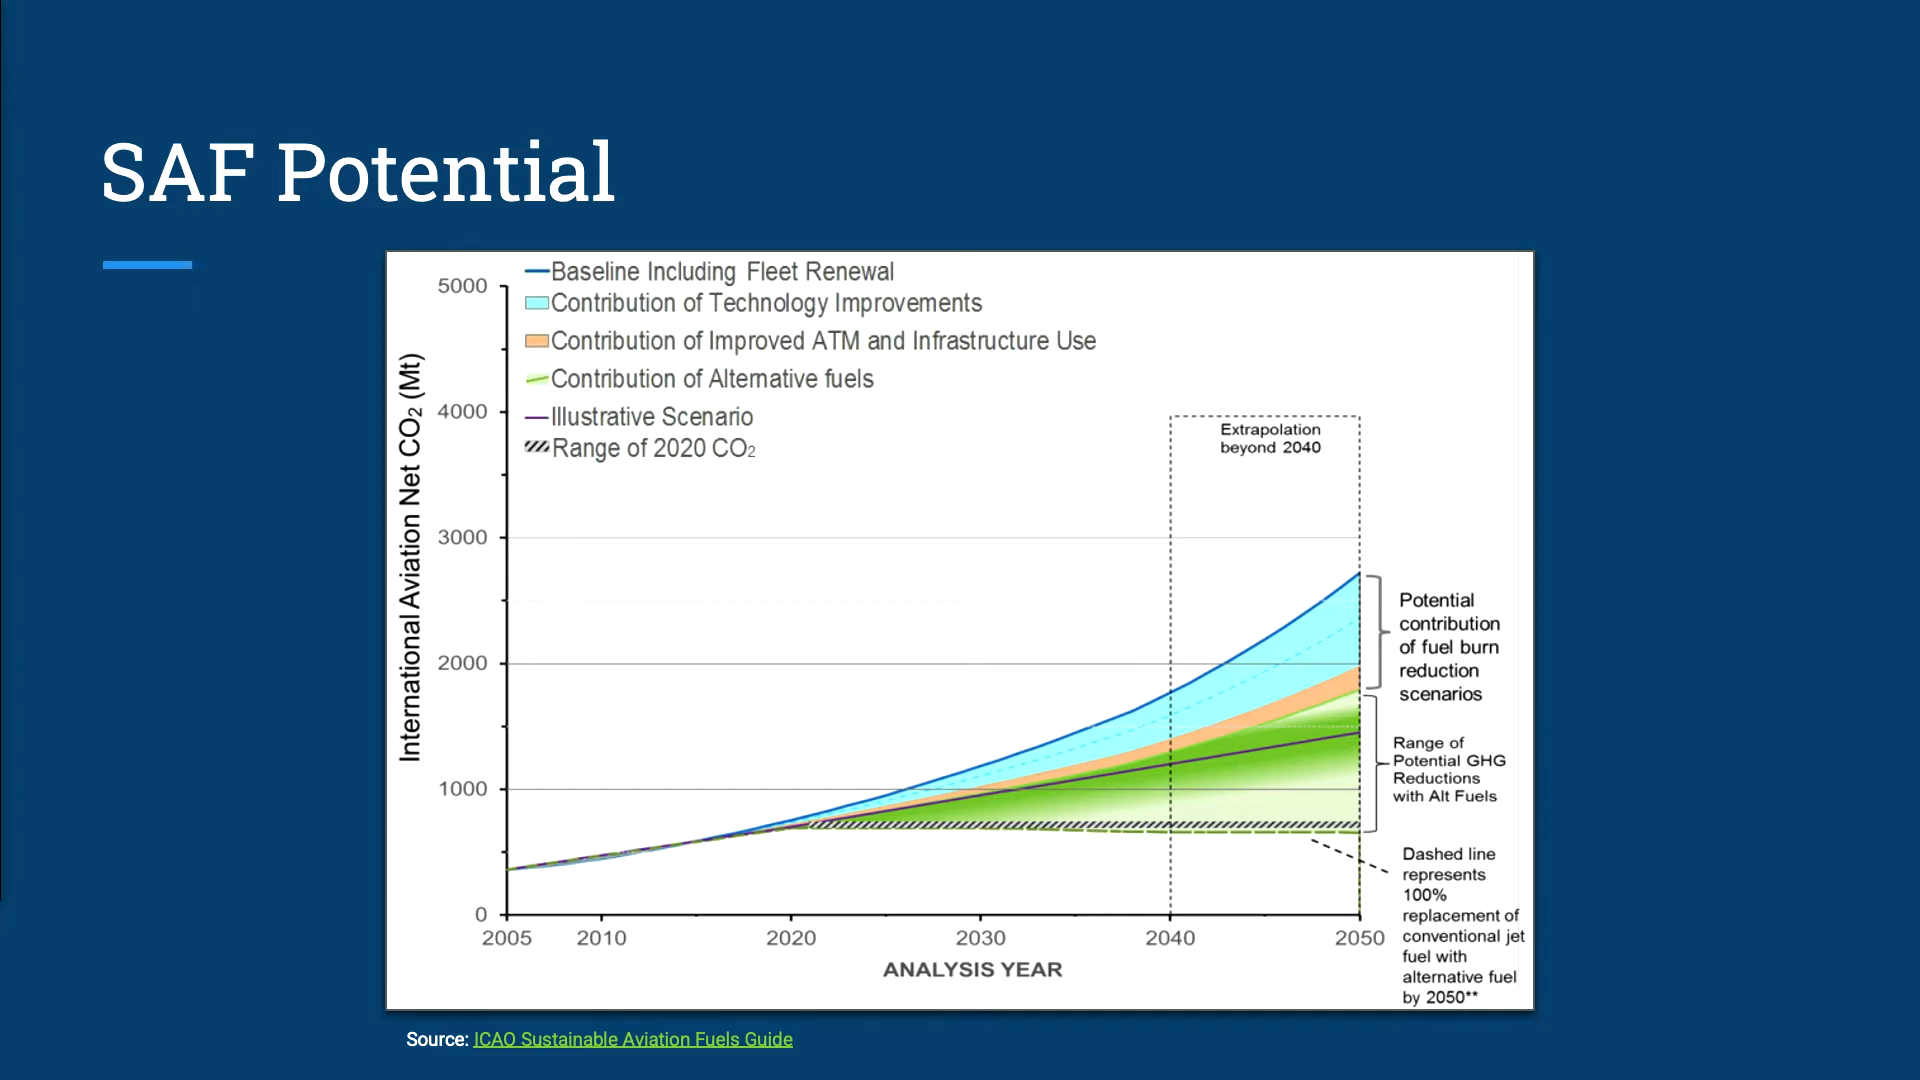 SAF Potential
Baseline Including Fleet Renewal
Contribution of Technology Improvements
Contribution of Improved ATM and Infrastructure Use
Contribution of Alternative fuels
Illustrative Scenario
Range of 2020 CO₂
International Aviation Net CO₂ (Mt)
5000
4000
3000
2000
1000
0
Extrapolation
beyond 2040
Potential
contribution
of fuel burn
reduction
scenarios
Range of
Potential GHG
Reductions
with Alt Fuels
Dashed line
represents
100%
replacement of
conventional jet
fuel with
alternative fuel
by 2050**
2005 2010 2020 2030 2040 2050
ANALYSIS YEAR
Source: ICAO Sustainable Aviation Fuels Guide